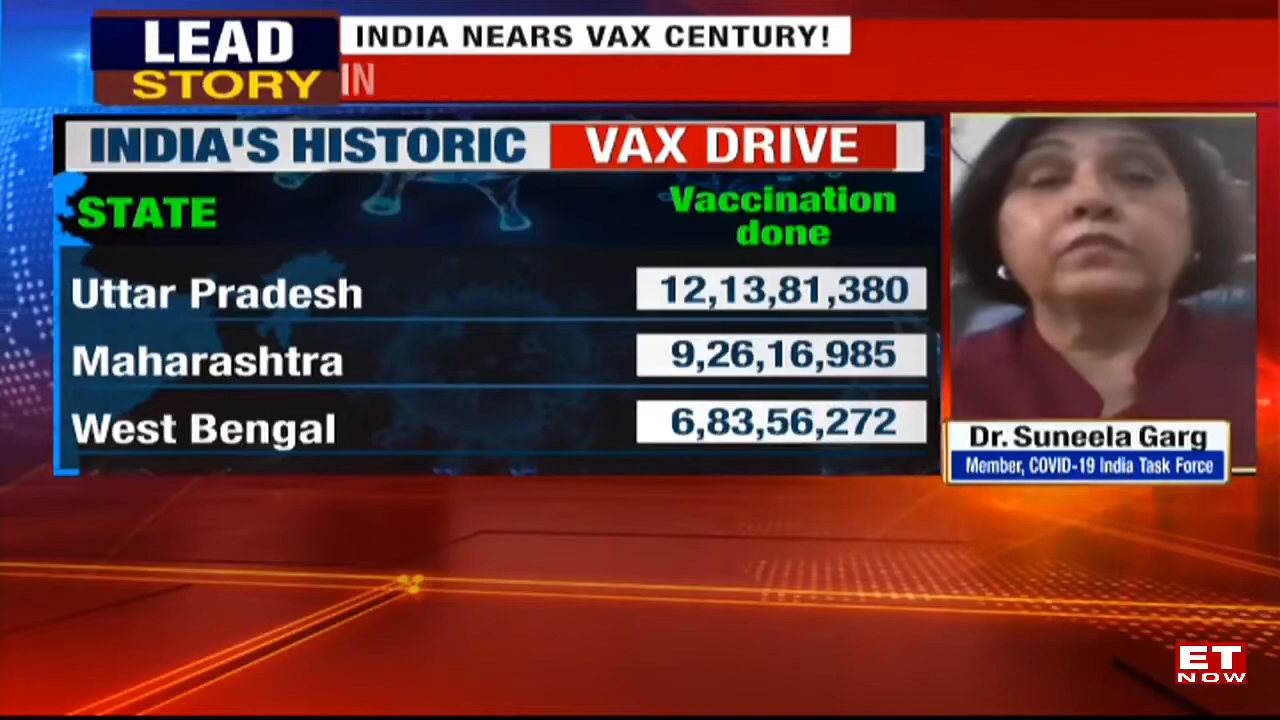 LEAD
STORY
INDIA NEARS VAX CENTURY!
IN
INDIA'S HISTORIC VAX DRIVE
STATE
Vaccination
done
Uttar Pradesh 12,13,81,380
Maharashtra 9,26,16,985
West Bengal 6,83,56,272
Dr. Suneela Garg
Member, COVID-19 India Task Force
ET
NOW